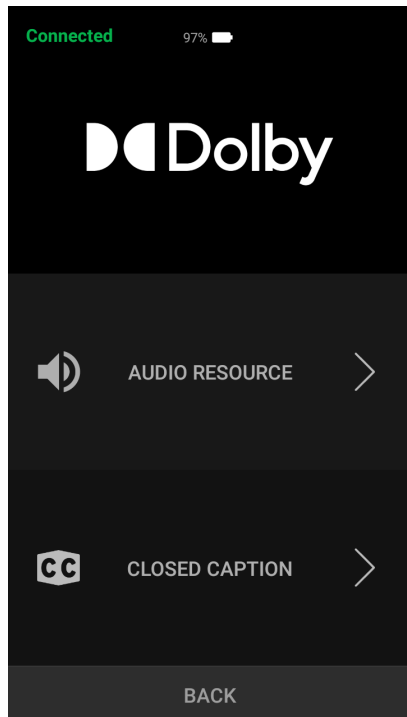 Connected 97%
Dolby
AUDIO RESOURCE
CC CLOSED CAPTION
BACK